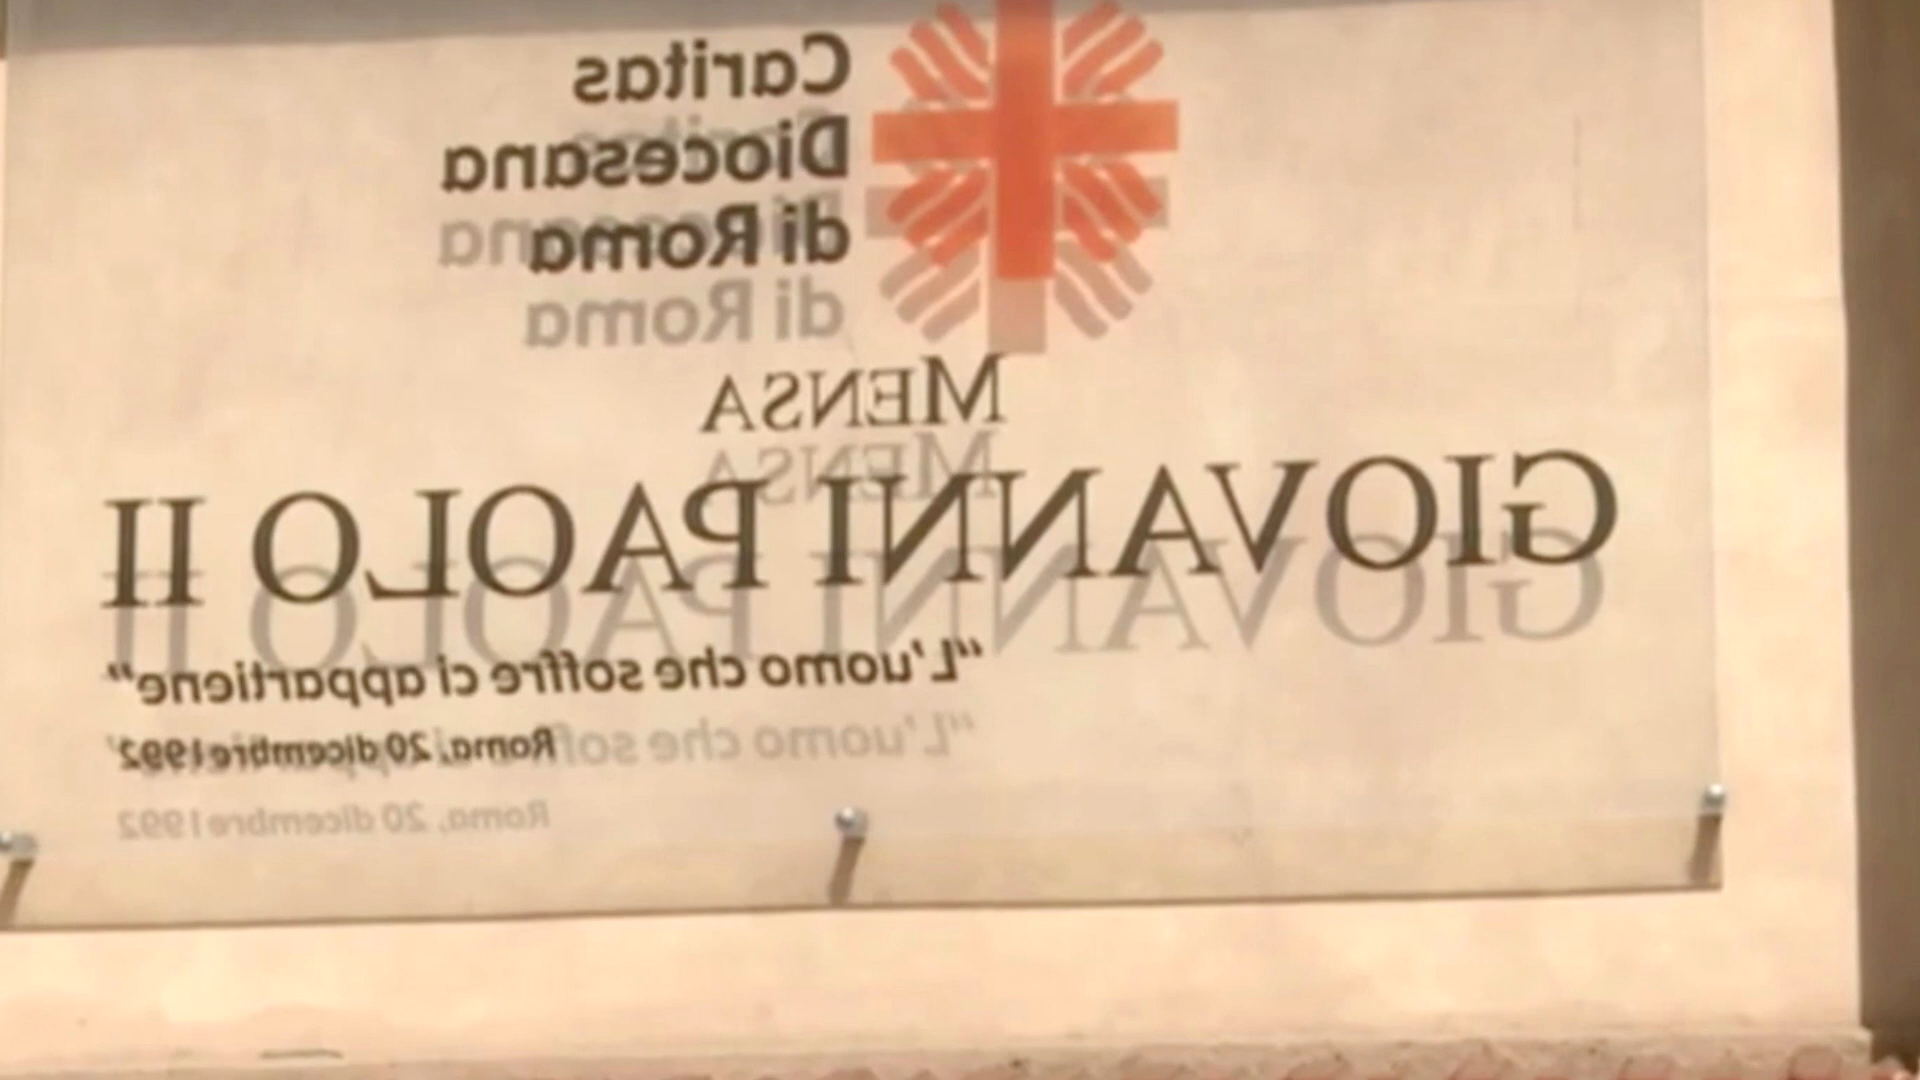 Caritas
Diocesana
di Roma
MENSA
GIOVANNI PAOLO II
“L'uomo che soffre ci appartiene”
Roma, 20 dicembre 1992